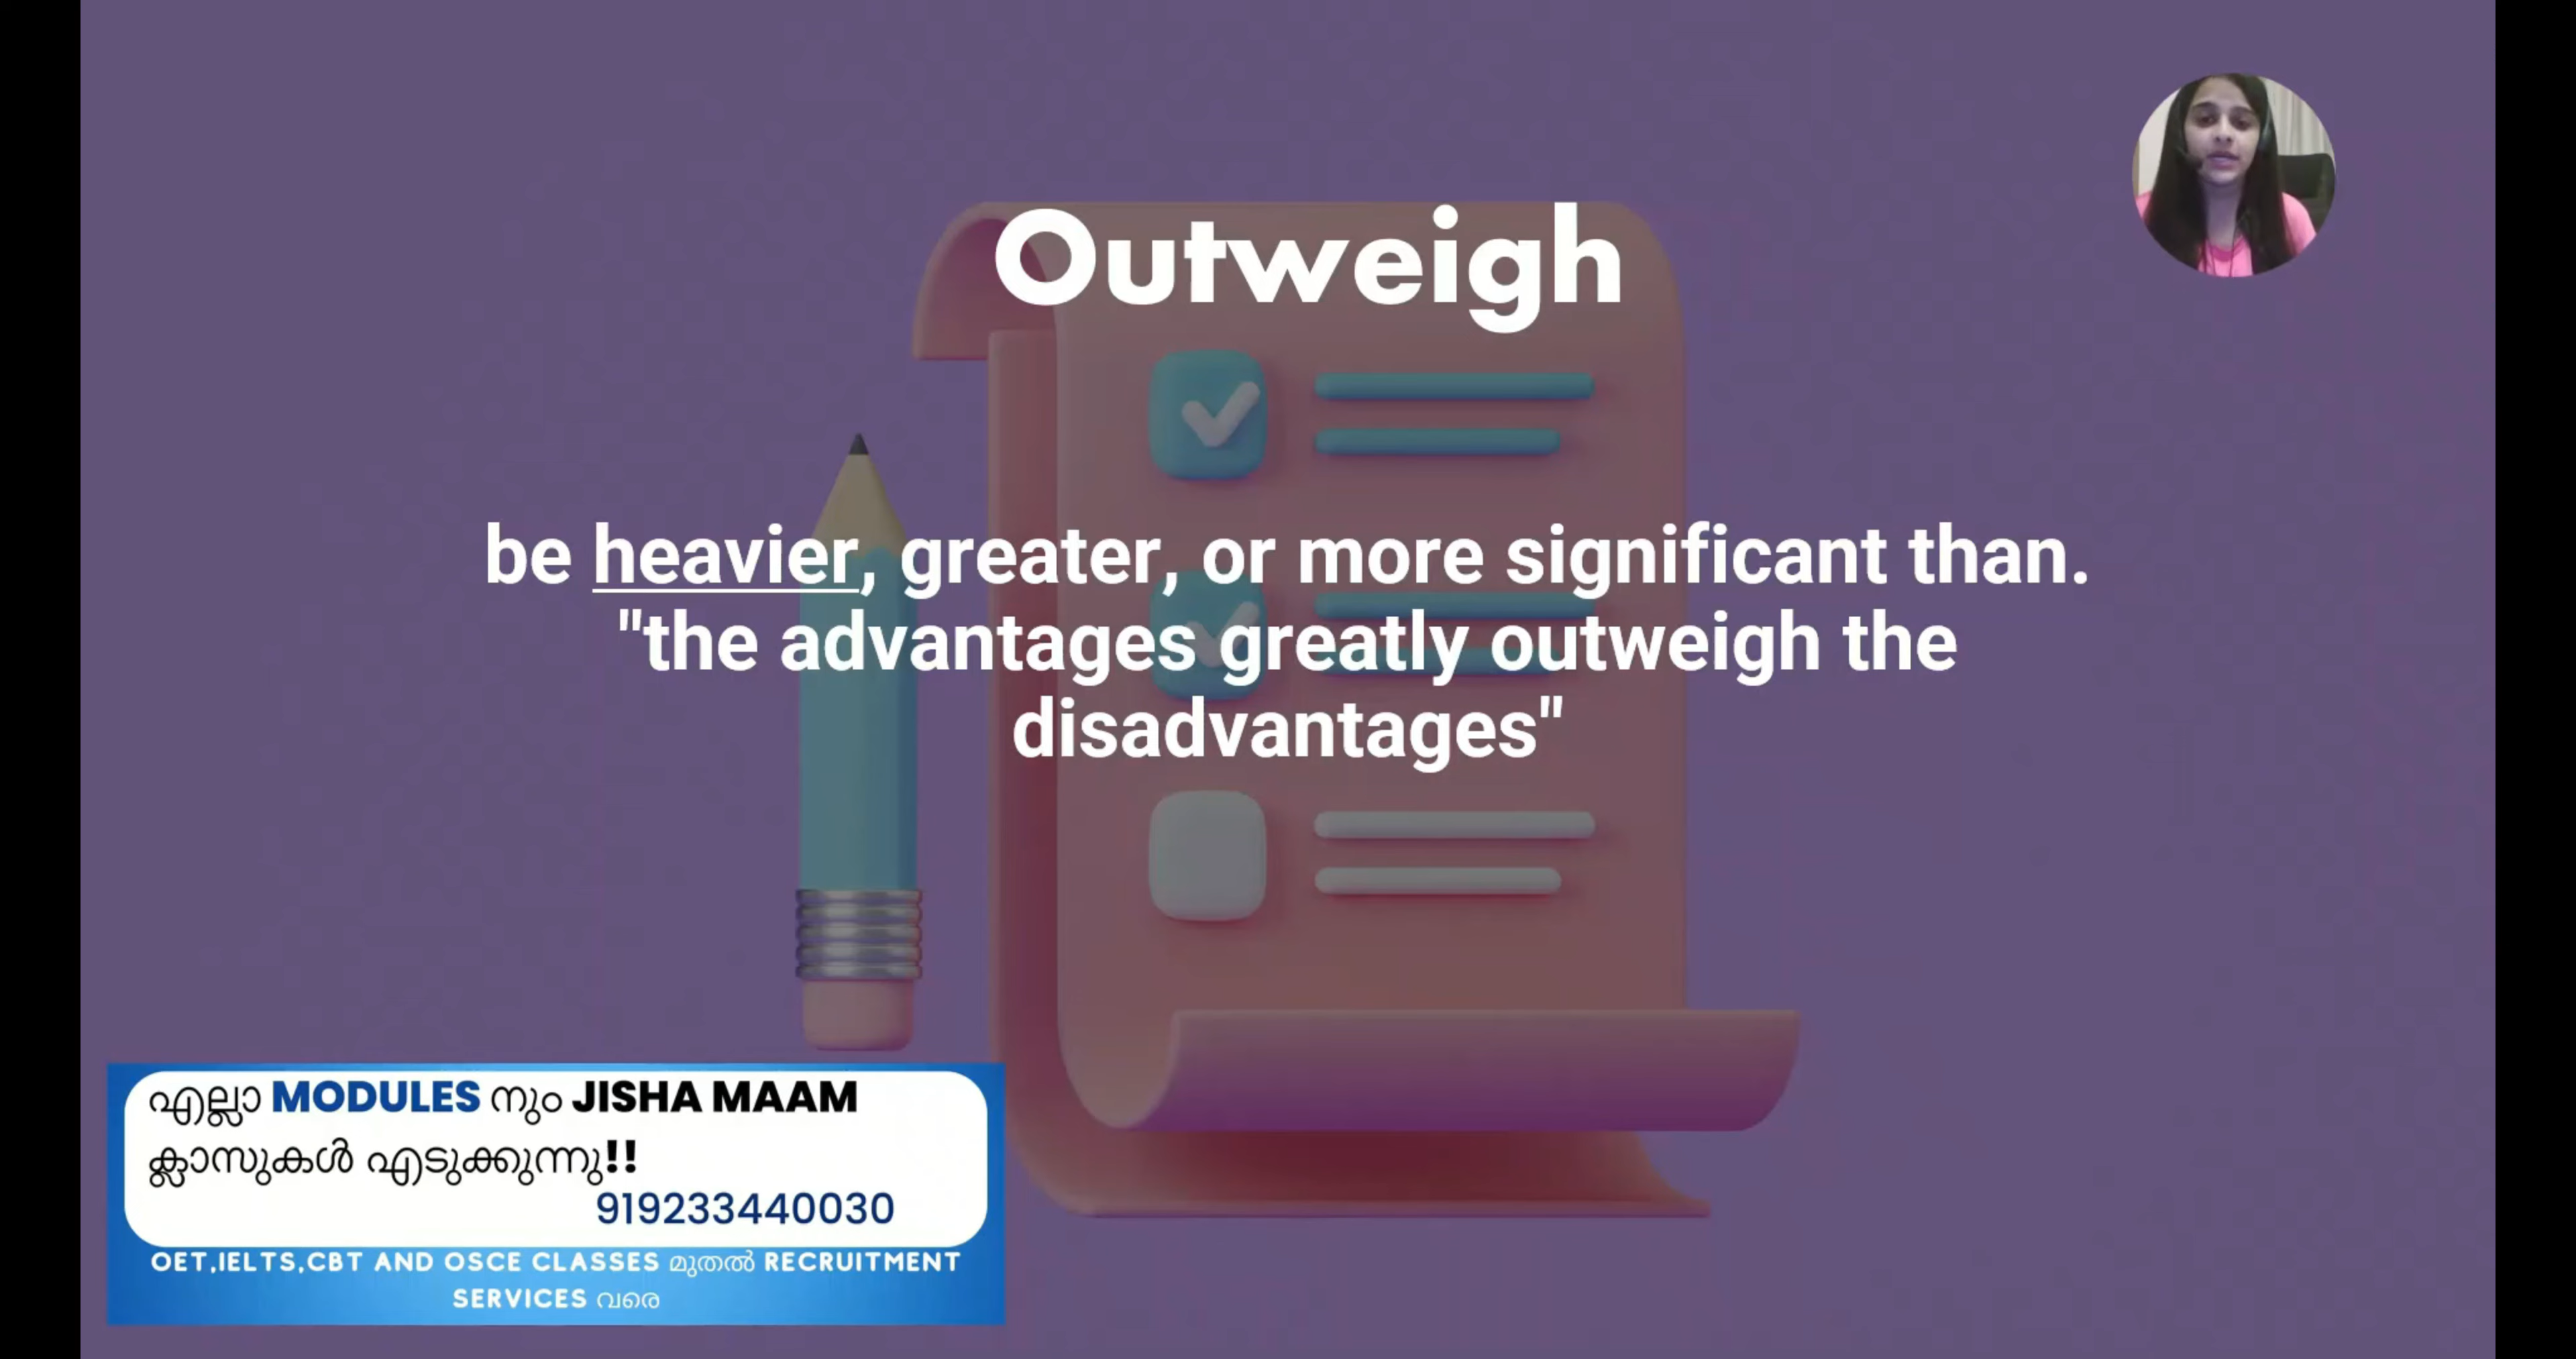 Outweigh
be heavier, greater, or more significant than.
"the advantages greatly outweigh the
disadvantages"
എല്ലാ MODULES നും JISHA MAAM
ക്ലാസുകൾ എടുക്കുന്നു!!
919233440030
OET,IELTS,CBT AND OSCE CLASSES മുതൽ RECRUITMENT
SERVICES വരെ